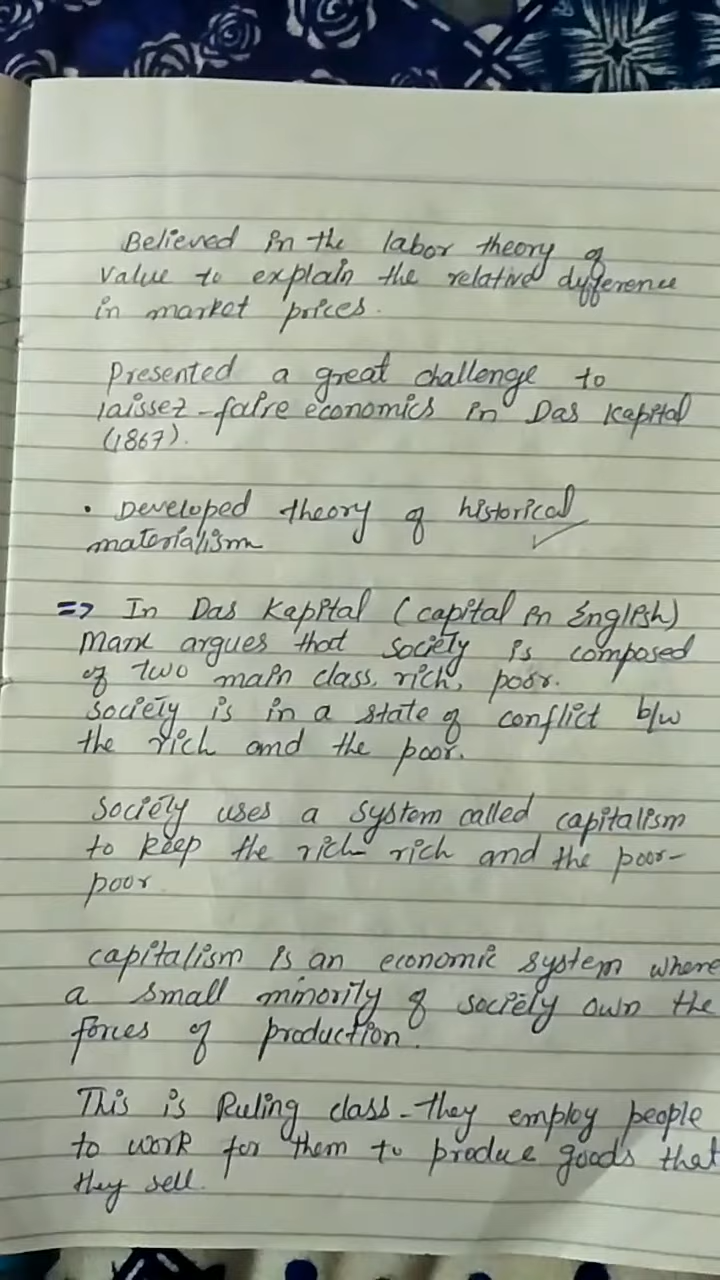 Believed in the labor theory of
value to explain the relative difference
in market prices.
Presented a great challenge to
laissez-faire economics in Das Kapital
(1867).
• Developed theory of historical
materialism
=> In Das Kapital (capital in English)
Marx argues that society is composed
of two main class, rich, poor.
society is in a state of conflict b/w
the rich and the poor.
society uses a system called capitalism
to keep the rich rich and the poor-
poor
capitalism is an economic system where
a small minority of society own the
forces of production.
This is Ruling class - they employ people
to work for them to produce goods that
they sell.